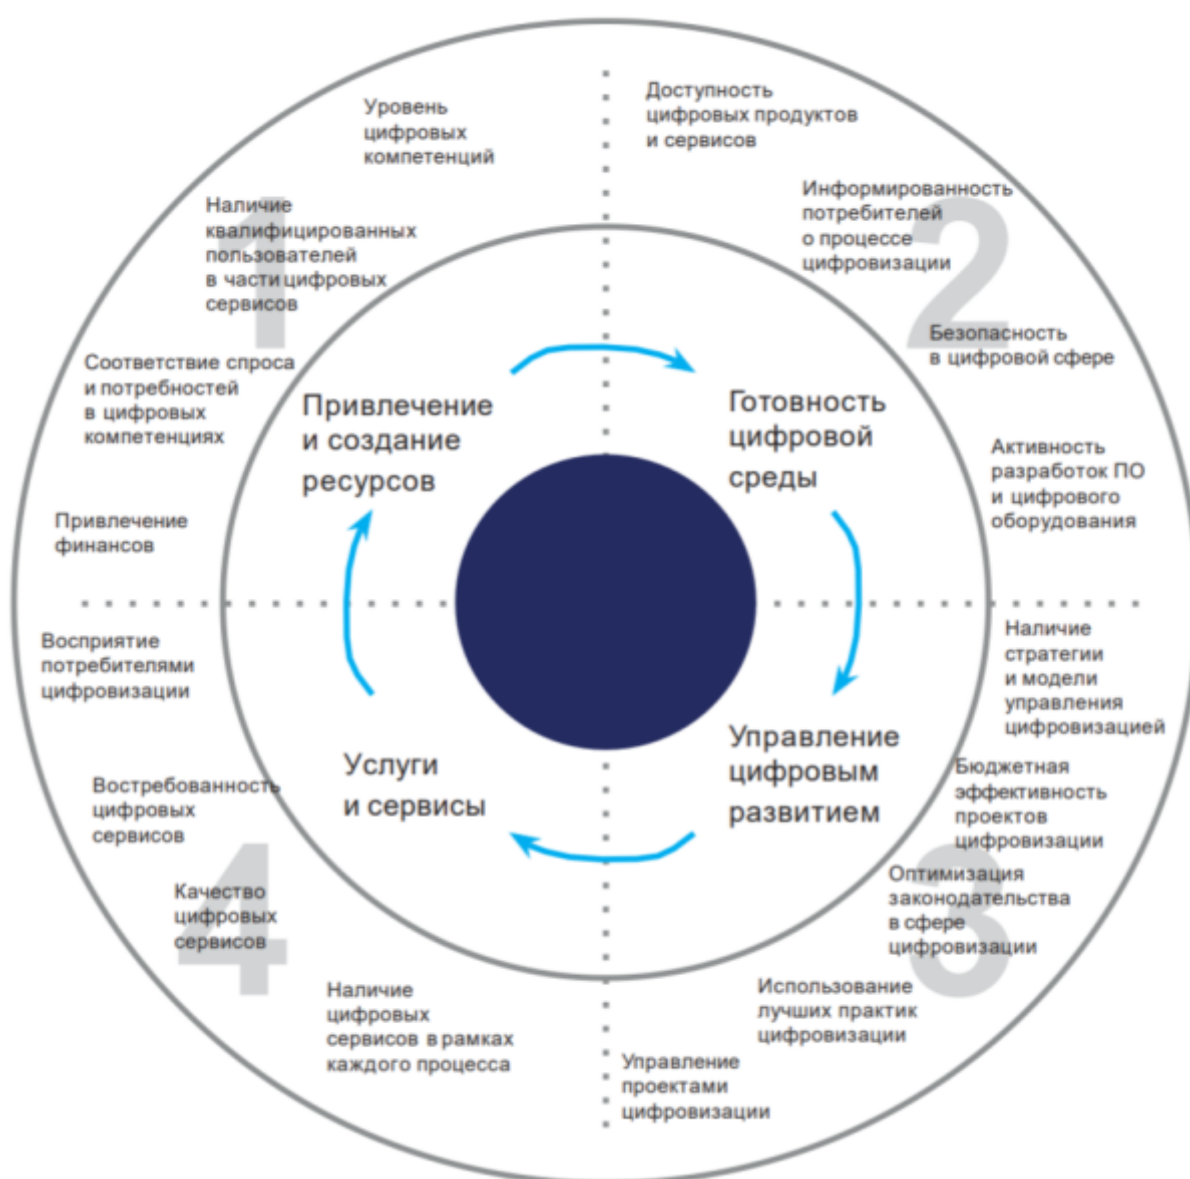 Уровень
цифровых
компетенций
Наличие
квалифицированных
пользователей
в части цифровых
сервисов
1
Соответствие спроса
и потребностей
в цифровых
компетенциях
Привлечение
финансов
Привлечение
и создание
ресурсов
Доступность
цифровых продуктов
и сервисов
Информированность
потребителей
о процессе
цифровизации
2
Безопасность
в цифровой сфере
Активность
разработок ПО
и цифрового
оборудования
Готовность
цифровой
среды
Наличие
стратегии
и модели
управления
цифровизацией
Бюджетная
эффективность
проектов
цифровизации
Оптимизация
законодательства
в сфере
цифровизации
3
Использование
лучших практик
цифровизации
Управление
проектами
цифровизации
Управление
цифровым
развитием
Восприятие
потребителями
цифровизации
Востребованность
цифровых
сервисов
Качество
цифровых
сервисов
4
Наличие
цифровых
сервисов в рамках
каждого процесса
Услуги
и сервисы